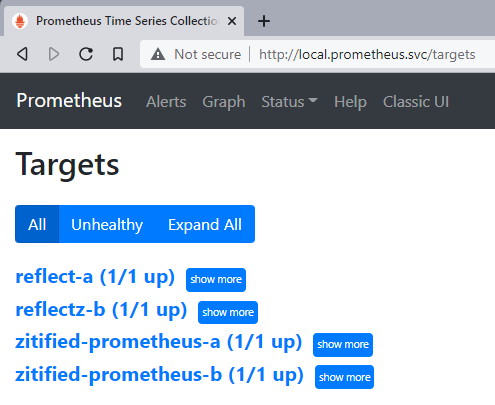 Prometheus Time Series Collectio
Not secure http://local.prometheus.svc/targets
Prometheus Alerts Graph Status Help Classic UI
Targets
All Unhealthy Expand All
reflect-a (1/1 up) show more
reflectz-b (1/1 up) show more
zitified-prometheus-a (1/1 up) show more
zitified-prometheus-b (1/1 up) show more